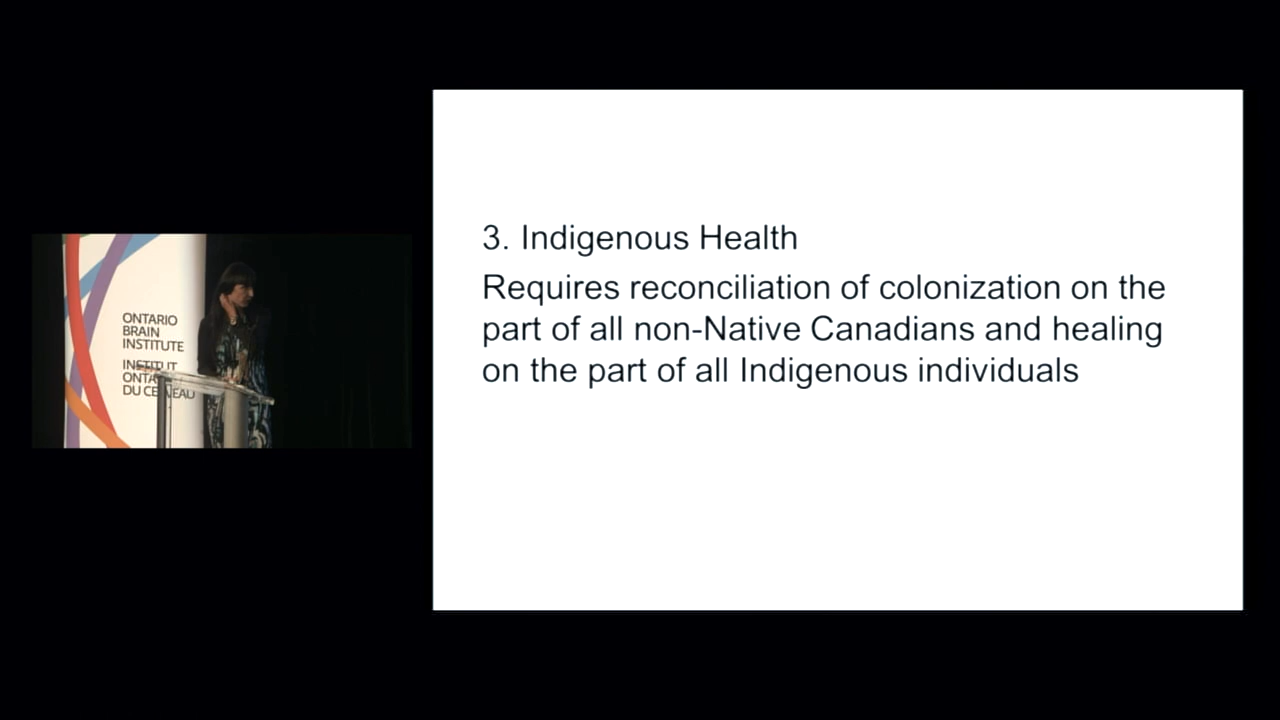 ONTARIO
BRAIN
INSTITUTE
INSTITUT
DU CERVEAU
3. Indigenous Health
Requires reconciliation of colonization on the
part of all non-Native Canadians and healing
on the part of all Indigenous individuals